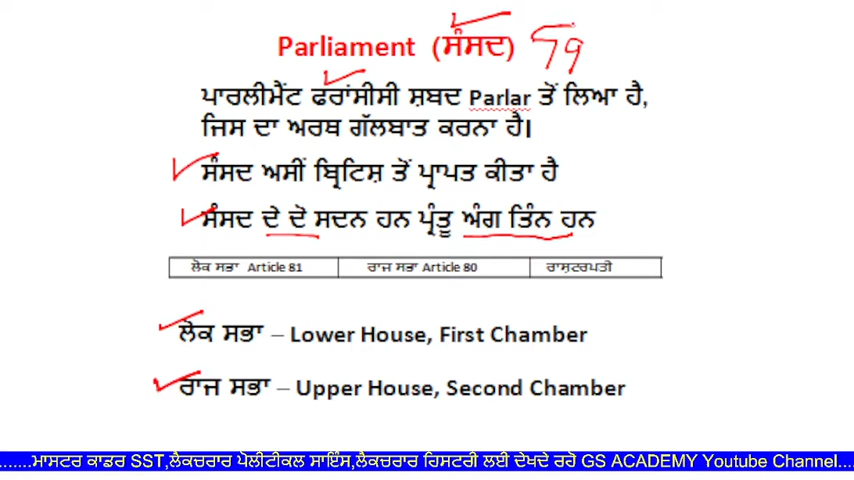 Parliament (ਸੰਸਦ) 79
ਪਾਰਲੀਮੈਂਟ ਫਰਾਂਸੀਸੀ ਸ਼ਬਦ Parlar ਤੋਂ ਲਿਆ ਹੈ,
ਜਿਸ ਦਾ ਅਰਥ ਗੱਲਬਾਤ ਕਰਨਾ ਹੈ।
ਸੰਸਦ ਅਸੀਂ ਬ੍ਰਿਟਿਸ਼ ਤੋਂ ਪ੍ਰਾਪਤ ਕੀਤਾ ਹੈ
ਸੰਸਦ ਦੇ ਦੋ ਸਦਨ ਹਨ ਪ੍ਰੰਤੂ ਅੰਗ ਤਿੰਨ ਹਨ
ਲੋਕ ਸਭਾ Article 81 ਰਾਜ ਸਭਾ Article 80 ਰਾਸ਼ਟਰਪਤੀ
ਲੋਕ ਸਭਾ – Lower House, First Chamber
ਰਾਜ ਸਭਾ – Upper House, Second Chamber
.......ਮਾਸਟਰ ਕਾਡਰ SST,ਲੈਕਚਰਾਰ ਪੋਲੀਟੀਕਲ ਸਾਇੰਸ,ਲੈਕਚਰਾਰ ਹਿਸਟਰੀ ਲਈ ਦੇਖਦੇ ਰਰੋ GS ACADEMY Youtube Channel....